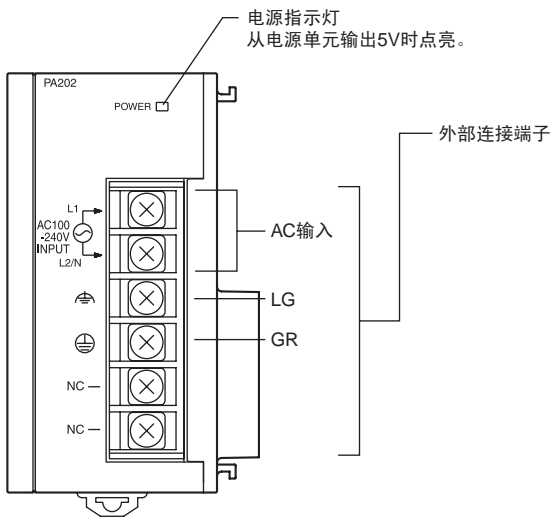 电源指示灯
从电源单元输出5V时点亮。
PA202
POWER
外部连接端子
L1
AC100
-240V
INPUT
L2/N
AC输入
LG
GR
NC
NC